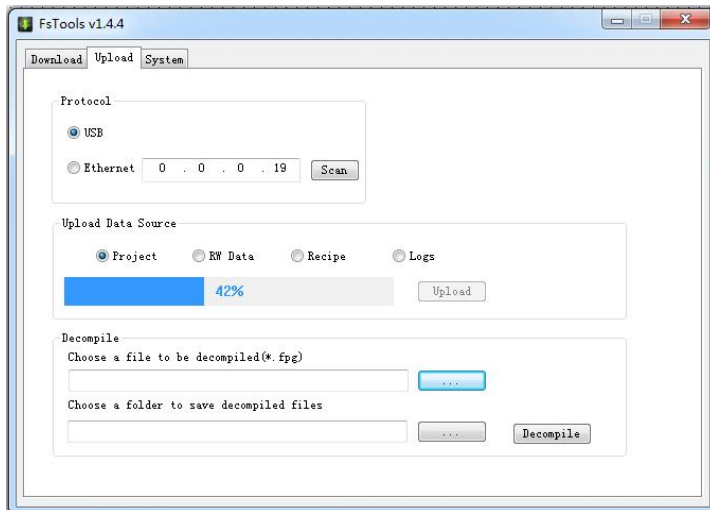 FsTools v1.4.4
Download Upload System
Protocol
USB
Ethernet 0 . 0 . 0 . 19 Scan
Upload Data Source
Project RW Data Recipe Logs
42% Upload
Decompile
Choose a file to be decompiled(*.fpg)
...
Choose a folder to save decompiled files
... Decompile